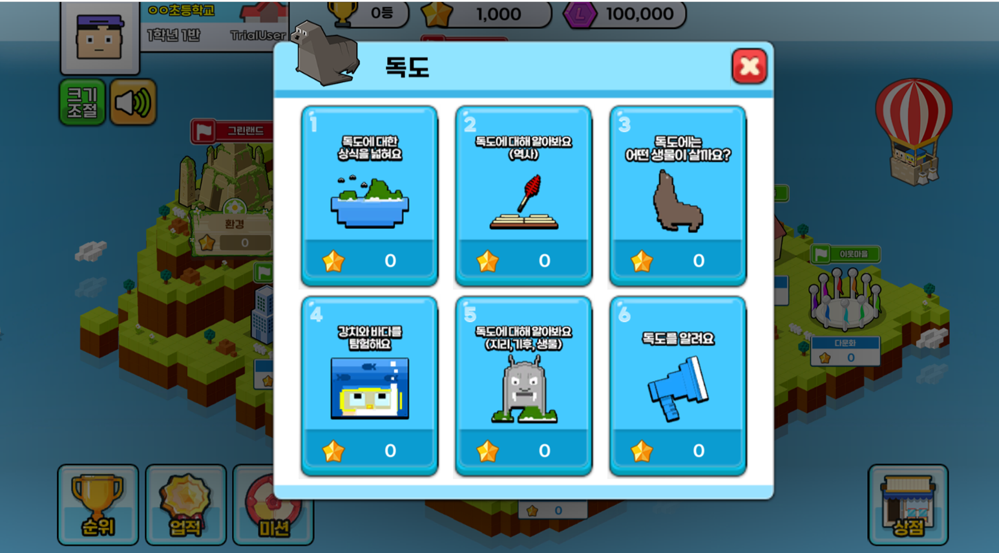 ㅇㅇ초등학교
0등
1,000
L
100,000
1학년 1반
TrialUser
독도
크기
조절
그린랜드
환경
0
1
독도에 대한
상식을 넓혀요
0
2
독도에 대해 알아봐요
(역사)
0
3
독도에는
어떤 생물이 살까요?
0
이웃마을
다문화
0
4
강치와 바다를
탐험해요
0
5
독도에 대해 알아봐요
(지리,기후, 생물)
0
6
독도를 알려요
0
순위
업적
미션
0
상점